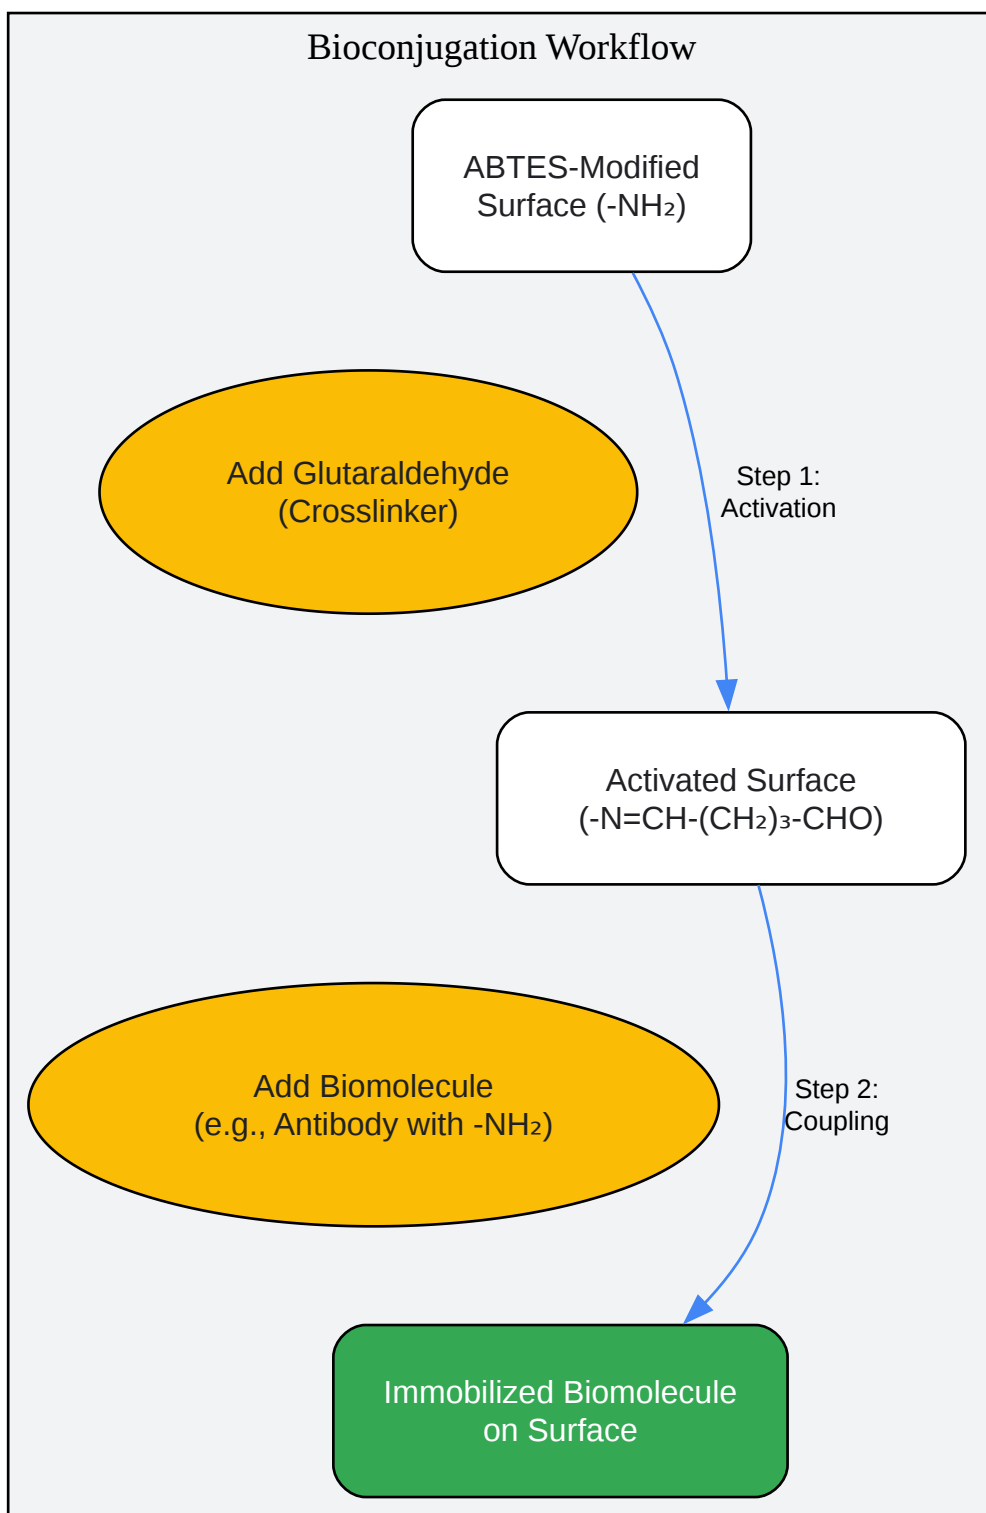 Bioconjugation Workflow
ABTES-Modified
Surface (-NH₂)
Add Glutaraldehyde
(Crosslinker)
Step 1:
Activation
Activated Surface
(-N=CH-(CH₂)₃-CHO)
Add Biomolecule
(e.g., Antibody with -NH₂)
Step 2:
Coupling
Immobilized Biomolecule
on Surface